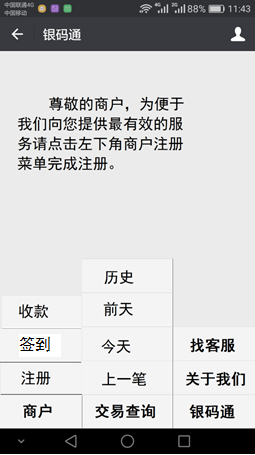 中国联通4G
中国移动
4G 2G 88% 11:43
银码通
尊敬的商户，为便于
我们向您提供最有效的服
务请点击左下角商户注册
菜单完成注册。
历史
收款 前天
签到 今天 找客服
注册 上一笔 关于我们
商户 交易查询 银码通